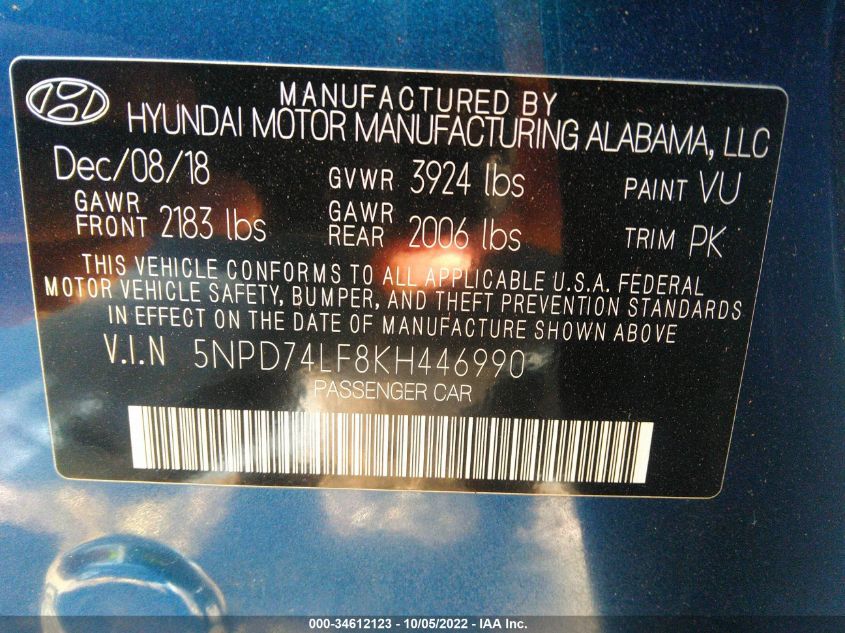 MANUFACTURED BY
HYUNDAI MOTOR MANUFACTURING ALABAMA, LLC
Dec/08/18 GVWR 3924 lbs PAINT VU
GAWR FRONT 2183 lbs GAWR REAR 2006 lbs TRIM PK
THIS VEHICLE CONFORMS TO ALL APPLICABLE U.S.A. FEDERAL
MOTOR VEHICLE SAFETY, BUMPER, AND THEFT PREVENTION STANDARDS
IN EFFECT ON THE DATE OF MANUFACTURE SHOWN ABOVE
V.I.N 5NPD74LF8KH446990
PASSENGER CAR
000-34612123 - 10/05/2022 - IAA Inc.